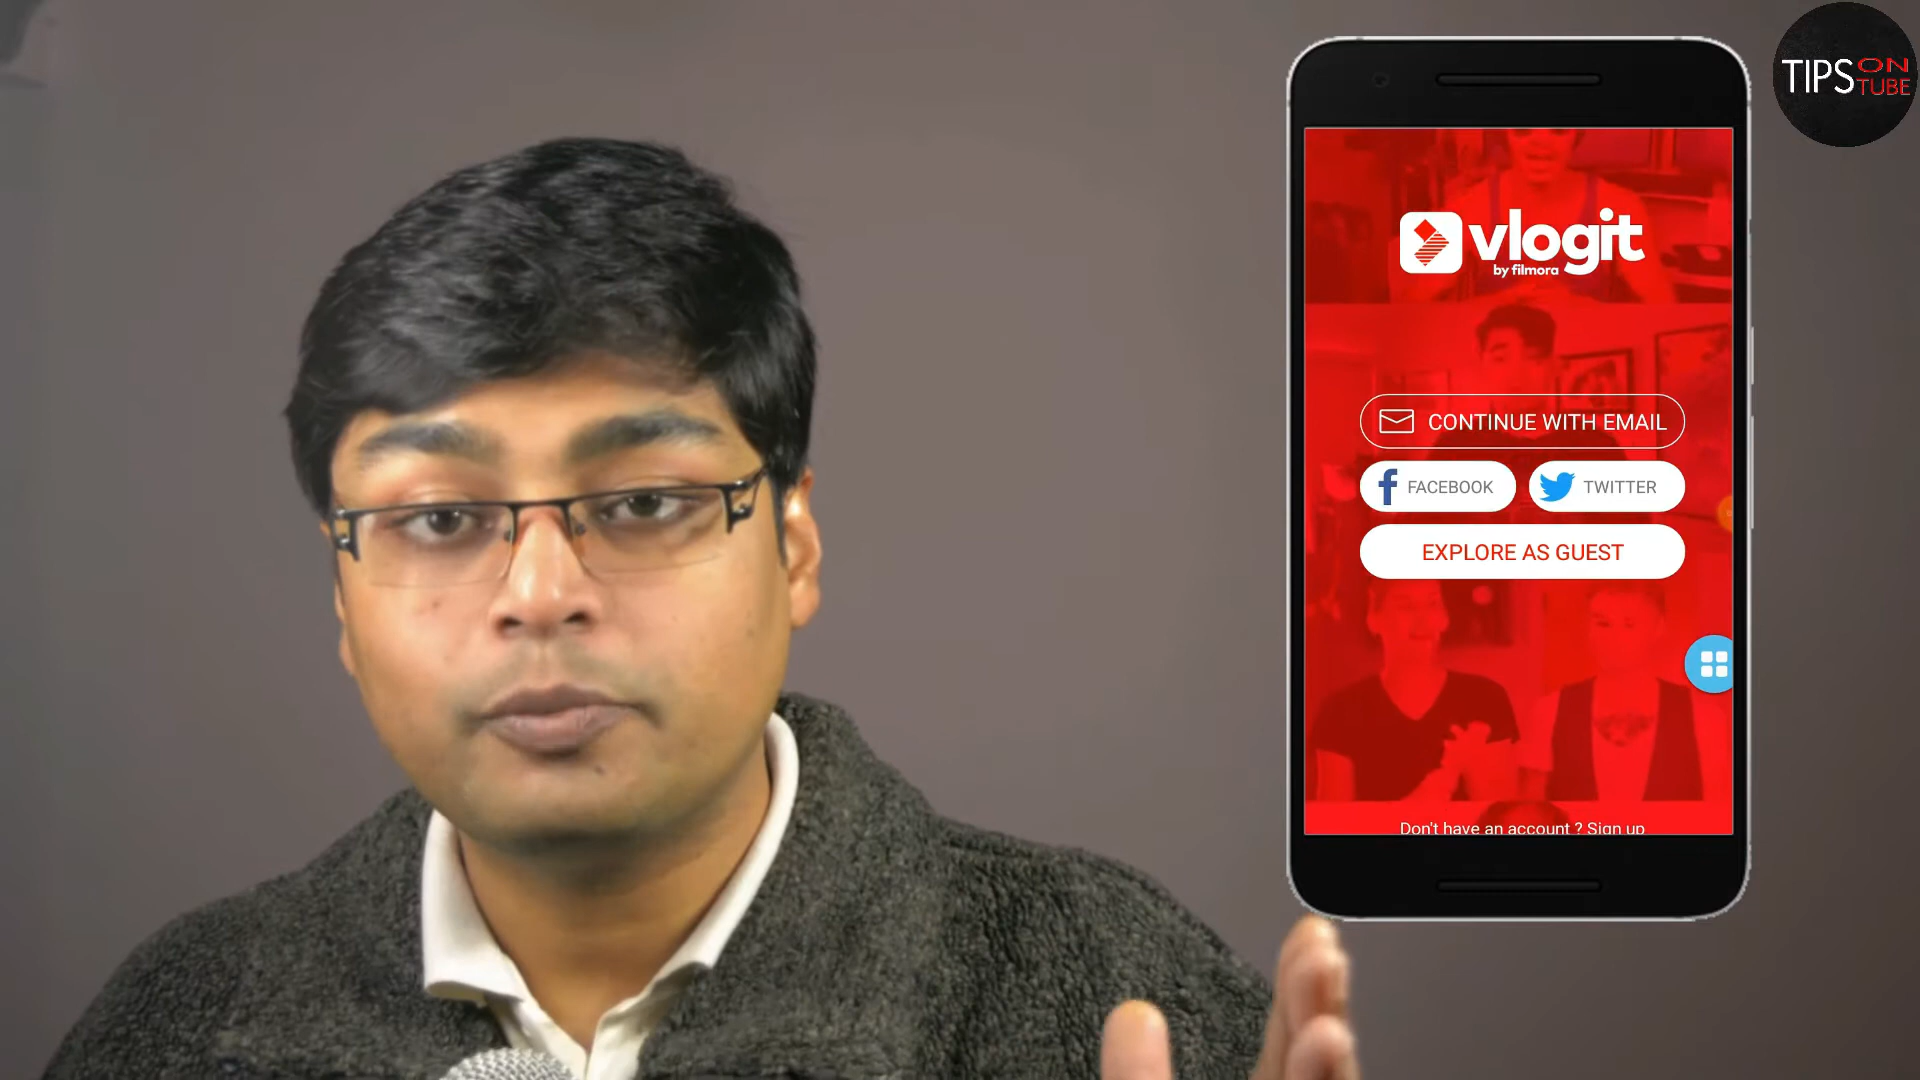 TIPS ON TUBE
vlogit
by filmora
CONTINUE WITH EMAIL
FACEBOOK
TWITTER
EXPLORE AS GUEST
Don't have an account ? Sign up